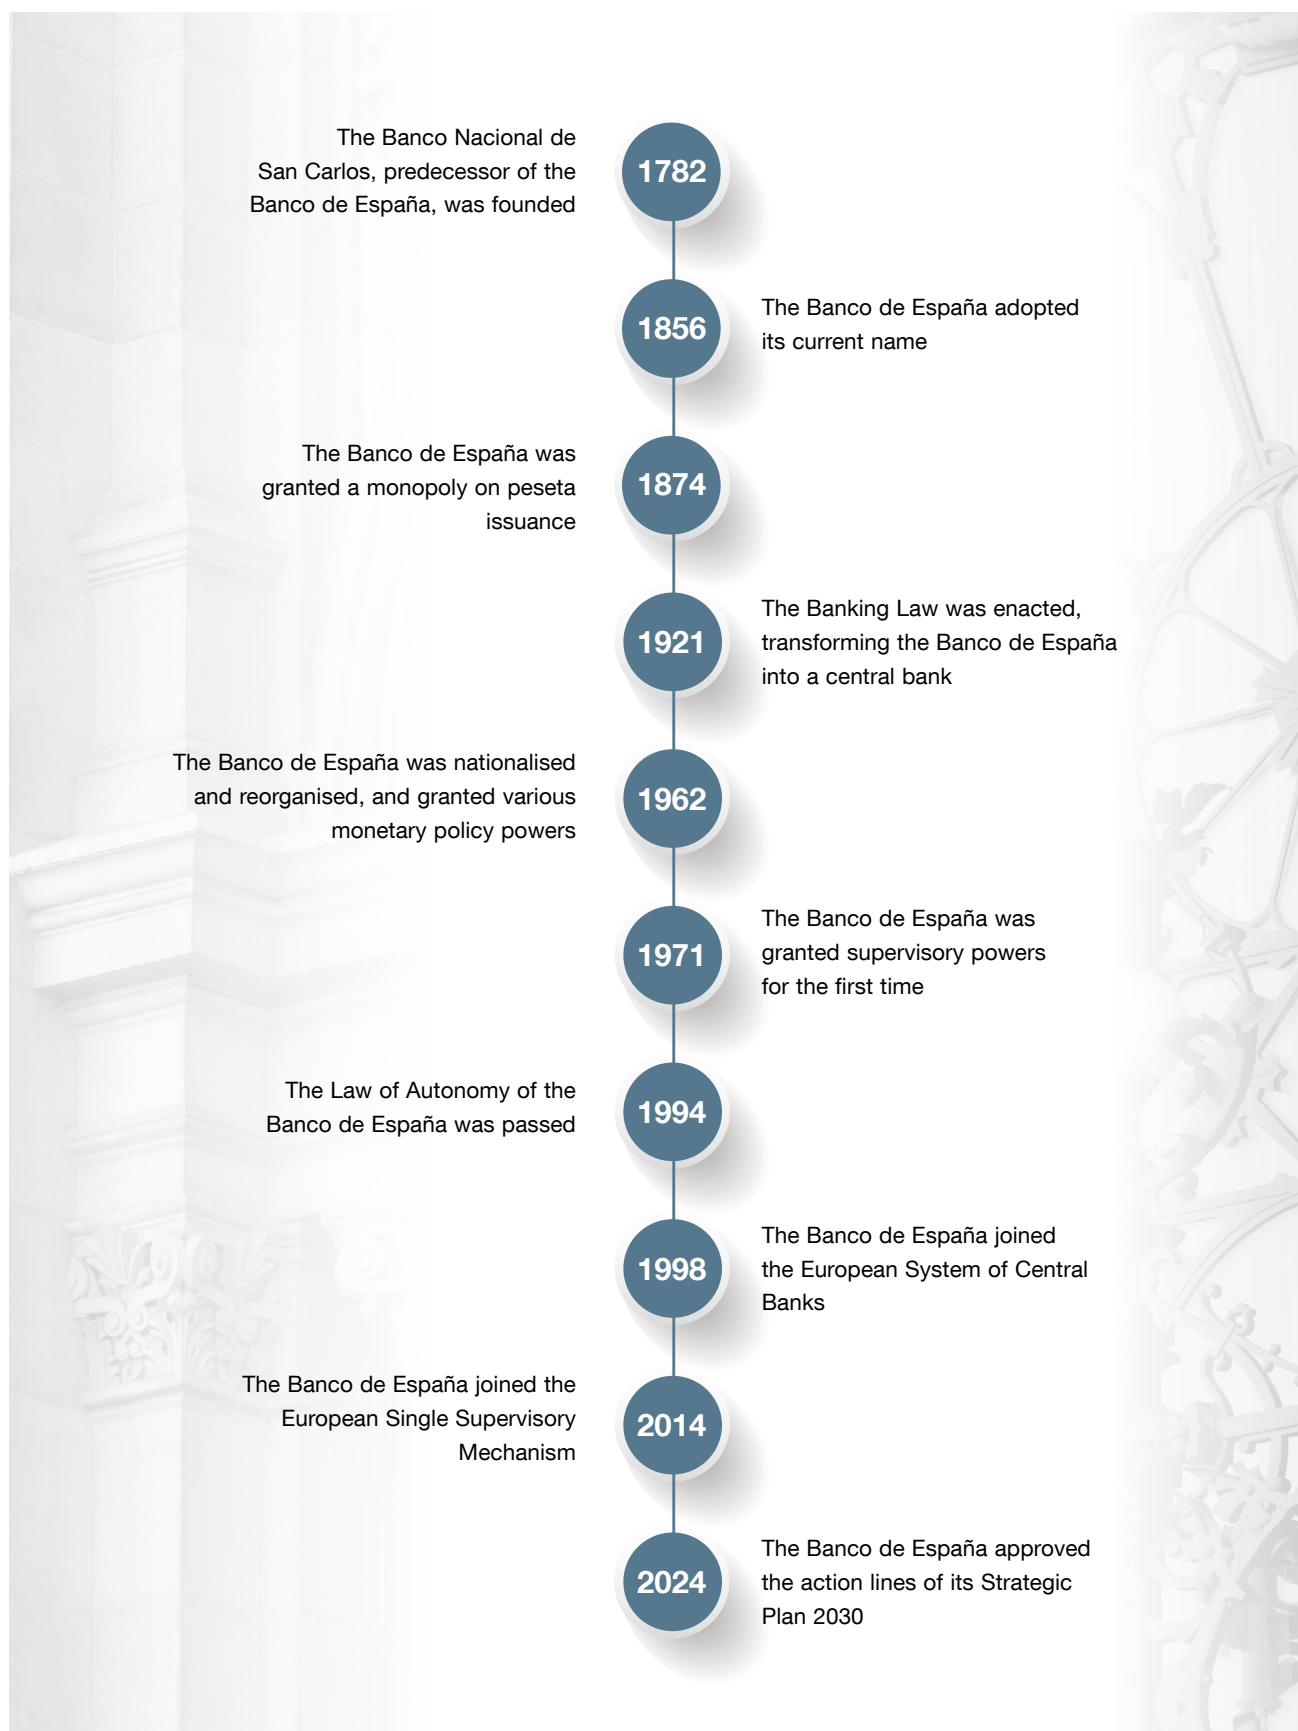 The Banco Nacional de
San Carlos, predecessor of the
Banco de España, was founded
1782
1856
The Banco de España adopted
its current name
The Banco de España was
granted a monopoly on peseta
issuance
1874
1921
The Banking Law was enacted,
transforming the Banco de España
into a central bank
The Banco de España was nationalised
and reorganised, and granted various
monetary policy powers
1962
1971
The Banco de España was
granted supervisory powers
for the first time
The Law of Autonomy of the
Banco de España was passed
1994
1998
The Banco de España joined
the European System of Central
Banks
The Banco de España joined the
European Single Supervisory
Mechanism
2014
2024
The Banco de España approved
the action lines of its Strategic
Plan 2030